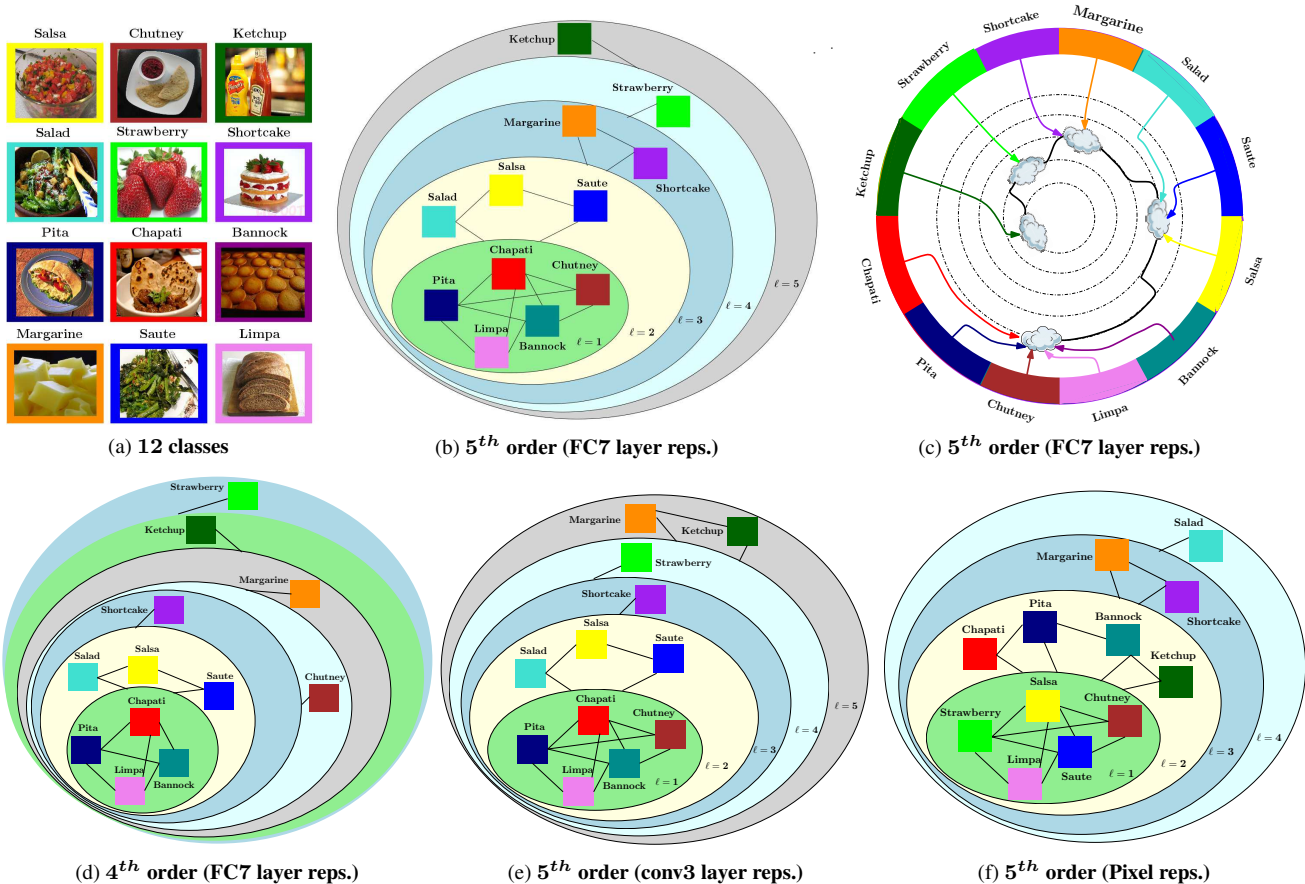 Salsa Chutney Ketchup
Salad Strawberry Shortcake
Pita Chapati Bannock
Margarine Saute Limpa
(a) 12 classes
Ketchup
Strawberry
Margarine
Shortcake
Salsa
Saute
Salad
Chapati
Pita
Chutney
Limpa
Bannock
ℓ = 1
ℓ = 2
ℓ = 3
ℓ = 4
ℓ = 5
(b) 5th order (FC7 layer reps.)
Shortcake
Margarine
Strawberry
Salad
Ketchup
Saute
Chapati
Salsa
Pita
Bannock
Chutney
Limpa
(c) 5th order (FC7 layer reps.)
Strawberry
Ketchup
Margarine
Shortcake
Salad
Salsa
Saute
Chutney
Chapati
Pita
Limpa
Bannock
(d) 4th order (FC7 layer reps.)
Margarine
Ketchup
Strawberry
Shortcake
Salsa
Saute
Salad
Chapati
Chutney
Pita
Limpa
Bannock
ℓ = 1
ℓ = 2
ℓ = 3
ℓ = 4
ℓ = 5
(e) 5th order (conv3 layer reps.)
Salad
Margarine
Shortcake
Pita
Bannock
Chapati
Ketchup
Salsa
Chutney
Strawberry
Limpa
Saute
ℓ = 1
ℓ = 2
ℓ = 3
ℓ = 4
(f) 5th order (Pixel reps.)